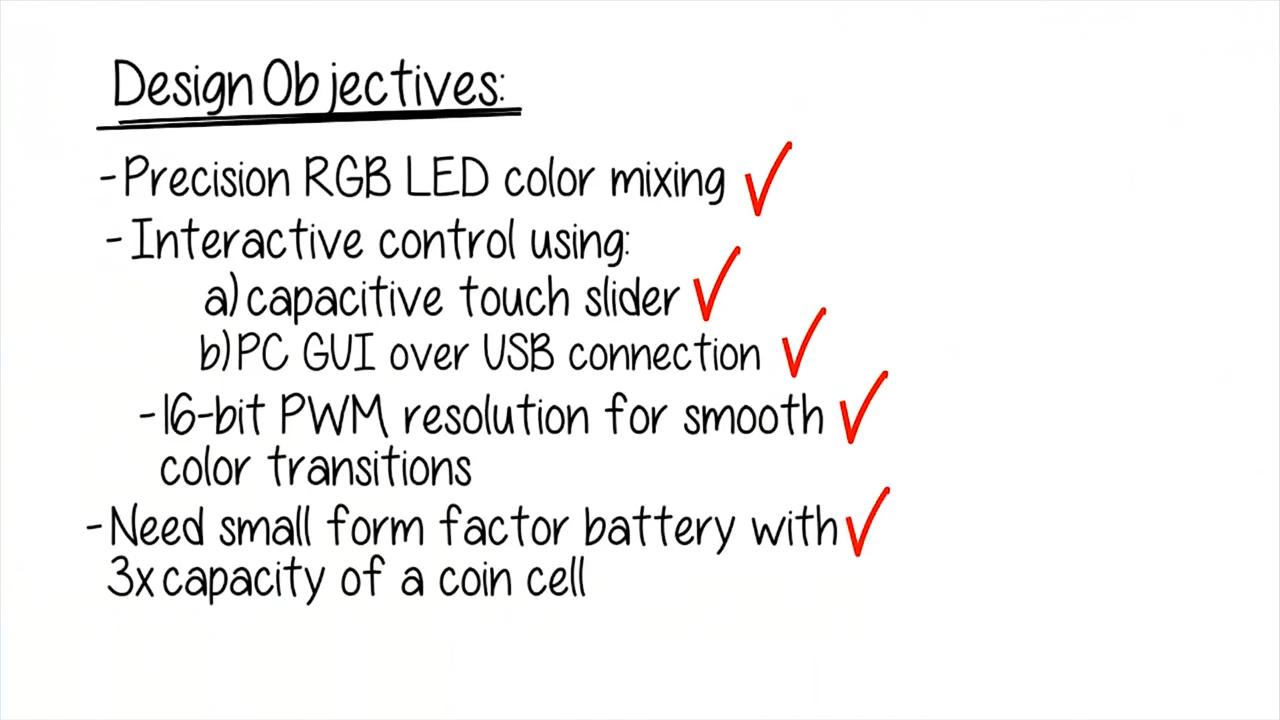 Design Objectives:
-Precision RGB LED color mixing
- Interactive control using:
a) capacitive touch slider
b) PC GUI over USB connection
-16-bit PWM resolution for smooth
color transitions
-Need small form factor battery with
3x capacity of a coin cell